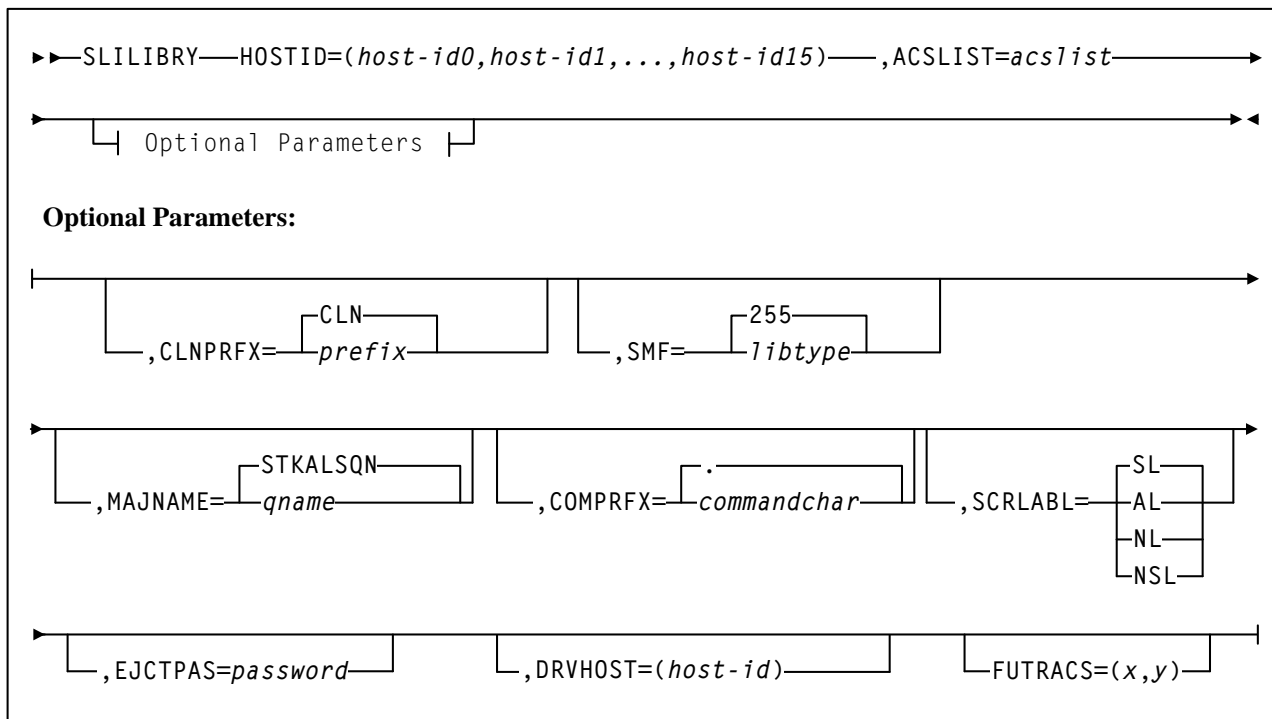 SLILIBRY HOSTID=(host-id0,host-id1,...,host-id15) ,ACSLIST=acslist
Optional Parameters
Optional Parameters:
CLN 255
,CLNPRFX= prefix ,SMF= libtype
STKALSQN . SL
,MAJNAME= qname ,COMPRFX= commandchar ,SCRLABL= AL
NL
NSL
,EJCTPAS=password ,DRVHOST=(host-id) FUTRACS=(x,y)